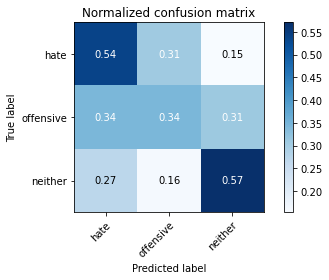 Normalized confusion matrix
True label
hate
offensive
neither
0.54 0.31 0.15
0.34 0.34 0.31
0.27 0.16 0.57
hate
offensive
neither
Predicted label
0.55
0.50
0.45
0.40
0.35
0.30
0.25
0.20